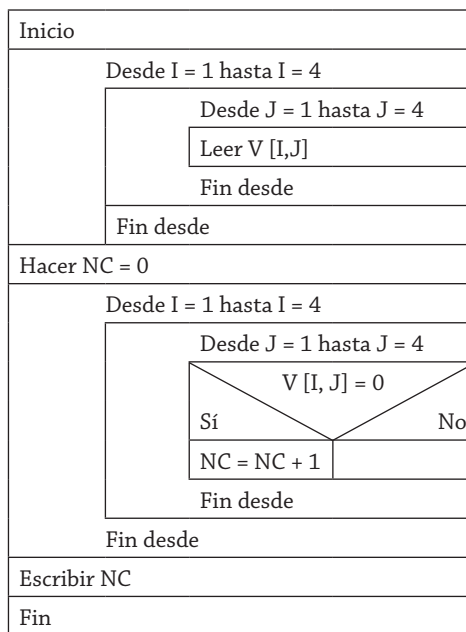 Inicio
Desde I = 1 hasta I = 4
Desde J = 1 hasta J = 4
Leer V [I,J]
Fin desde
Fin desde
Hacer NC = 0
Desde I = 1 hasta I = 4
Desde J = 1 hasta J = 4
V [I, J] = 0
Sí No
NC = NC + 1
Fin desde
Fin desde
Escribir NC
Fin